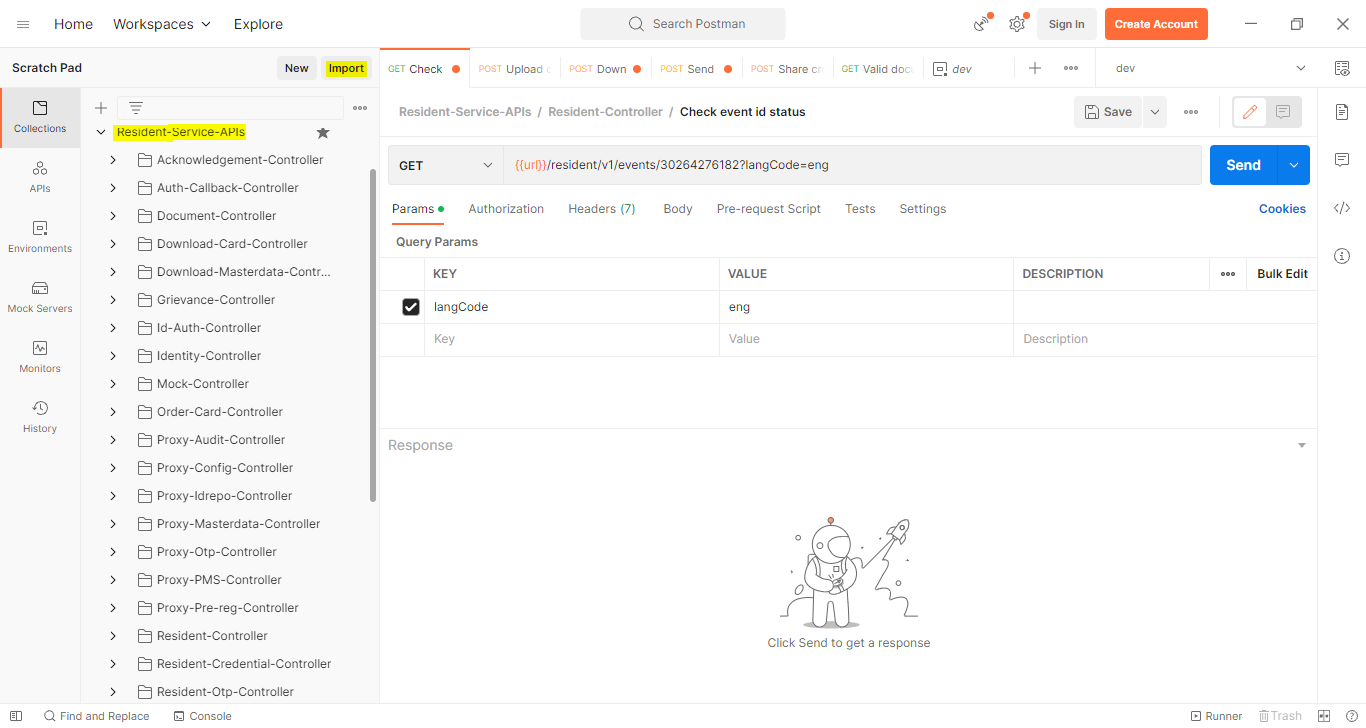 Home Workspaces Explore Search Postman Sign In Create Account
Scratch Pad New Import
GET Check POST Upload POST Down POST Send POST Share cr GET Valid doc dev dev
Collections
APIs
Environments
Mock Servers
Monitors
History
Resident-Service-APIs
Acknowledgement-Controller
Auth-Callback-Controller
Document-Controller
Download-Card-Controller
Download-Masterdata-Contr...
Grievance-Controller
Id-Auth-Controller
Identity-Controller
Mock-Controller
Order-Card-Controller
Proxy-Audit-Controller
Proxy-Config-Controller
Proxy-Idrepo-Controller
Proxy-Masterdata-Controller
Proxy-Otp-Controller
Proxy-PMS-Controller
Proxy-Pre-reg-Controller
Resident-Controller
Resident-Credential-Controller
Resident-Otp-Controller
Resident-Service-APIs / Resident-Controller / Check event id status Save
GET {{url}}/resident/v1/events/30264276182?langCode=eng Send
Params Authorization Headers (7) Body Pre-request Script Tests Settings Cookies
Query Params
KEY VALUE DESCRIPTION Bulk Edit
langCode eng
Key Value Description
Response
Click Send to get a response
Find and Replace Console Runner Trash